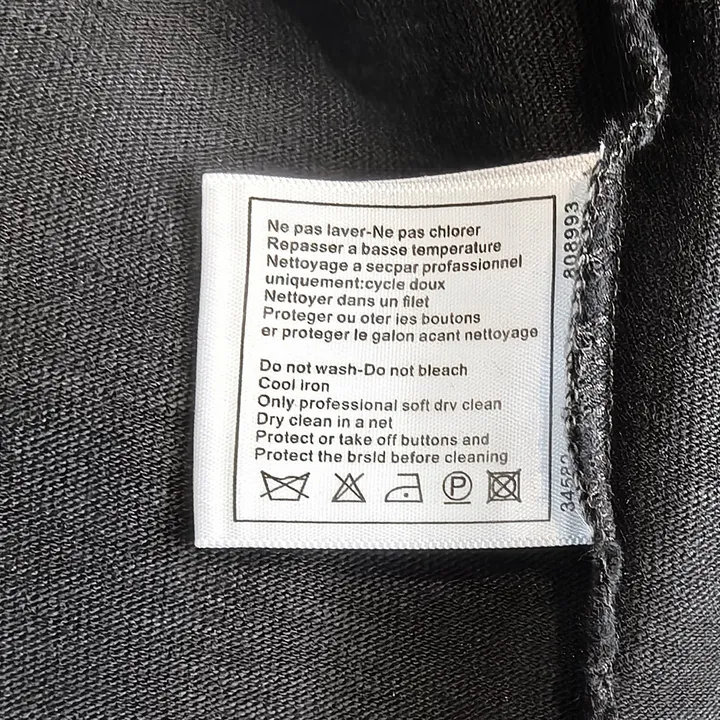 Ne pas laver-Ne pas chlorer
Repasser a basse temperature
Nettoyage a secpar profassionnel
uniquement:cycle doux
Nettoyer dans un filet
Proteger ou oter ies boutons
er proteger le galon acant nettoyage
Do not wash-Do not bleach
Cool iron
Only professional soft drv clean
Dry clean in a net
Protect or take off buttons and
Protect the brsld before cleaning
P
808993